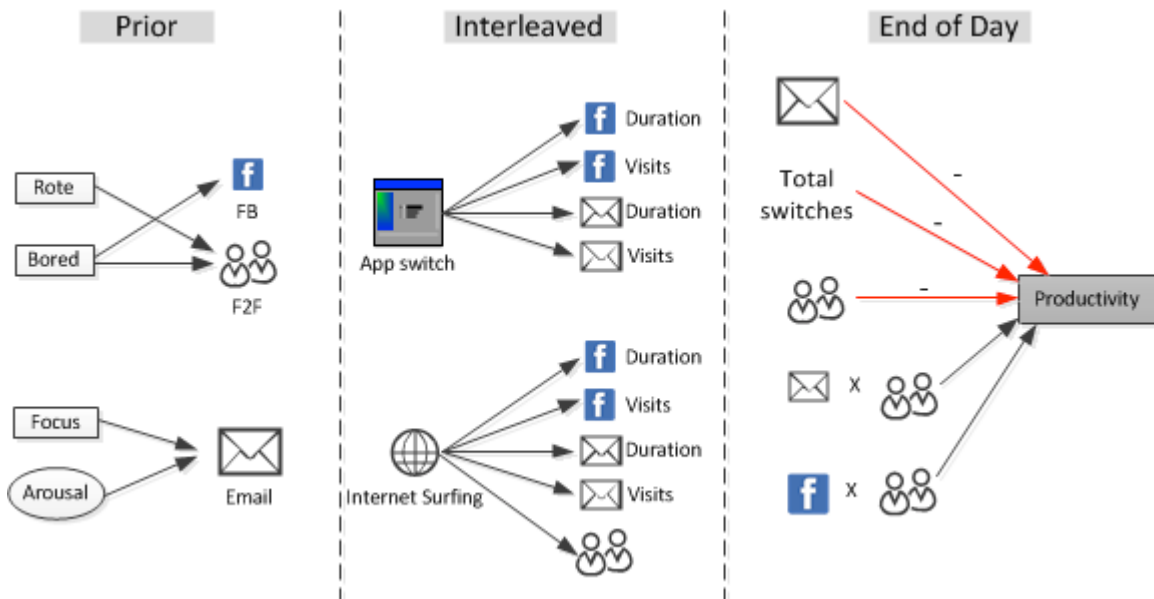 Prior
Rote
Bored
FB
F2F
Focus
Arousal
Email
Interleaved
App switch
f Duration
f Visits
Duration
Visits
Internet Surfing
f Duration
f Visits
Duration
Visits
End of Day
-
Total
switches
-
-
Productivity
X
f X